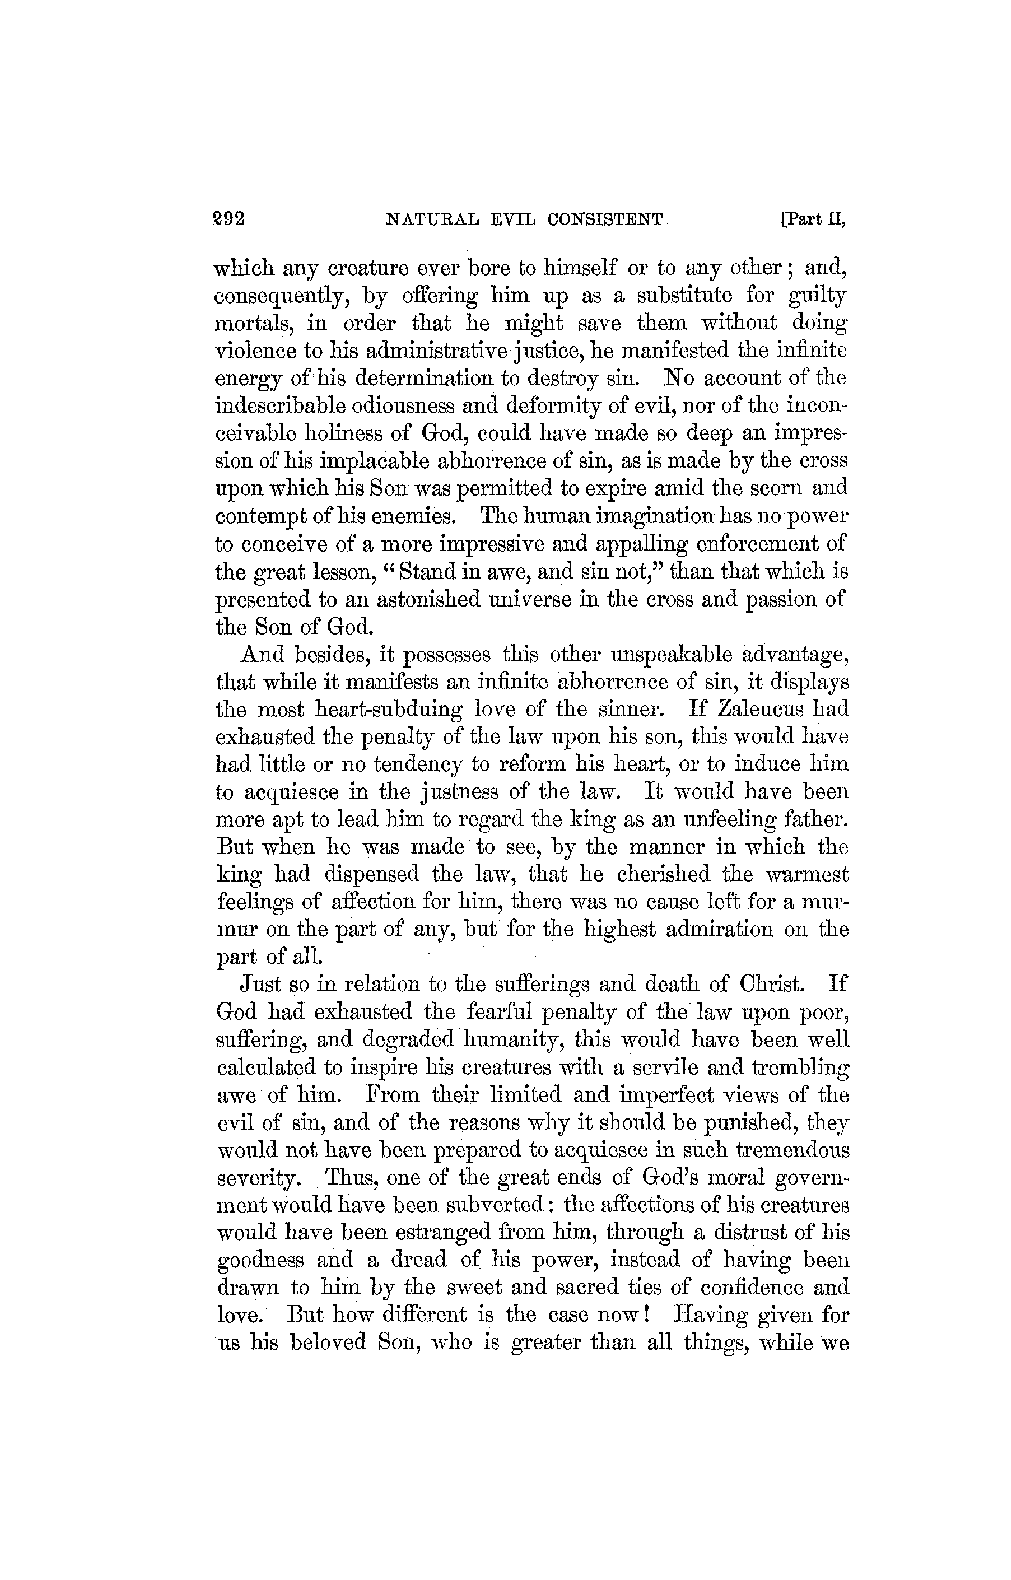 292 NATURAL EVIL CONSISTENT [Part II,
which any creature ever bore to himself or to any other; and,
consequently, by offering him up as a substitute for guilty
mortals, in order that he might save them without doing
violence to his administrative justice, he manifested the infinite
energy of his determination to destroy sin. No account of the
indescribable odiousness and deformity of evil, nor of the incon-
ceivable holiness of God, could have made so deep an impres-
sion of his implacable abhorrence of sin, as is made by the cross
upon which his Son was permitted to expire amid the scorn and
contempt of his enemies. The human imagination has no power
to conceive of a more impressive and appalling enforcement of
the great lesson, “Stand in awe, and sin not,” than that which is
presented to an astonished universe in the cross and passion of
the Son of God.
And besides, it possesses this other unspeakable advantage,
that while it manifests an infinite abhorrence of sin, it displays
the most heart-subduing love of the sinner. If Zaleucus had
exhausted the penalty of the law upon his son, this would have
had little or no tendency to reform his heart, or to induce him
to acquiesce in the justness of the law. It would have been
more apt to lead him to regard the king as an unfeeling father.
But when he was made to see, by the manner in which the
king had dispensed the law, that he cherished the warmest
feelings of affection for him, there was no cause left for a mur-
mur on the part of any, but for the highest admiration on the
part of all.
Just so in relation to the sufferings and death of Christ. If
God had exhausted the fearful penalty of the law upon poor,
suffering, and degraded humanity, this would have been well
calculated to inspire his creatures with a servile and trembling
awe of him. From their limited and imperfect views of the
evil of sin, and of the reasons why it should be punished, they
would not have been prepared to acquiesce in such tremendous
severity. Thus, one of the great ends of God's moral govern-
ment would have been subverted: the affections of his creatures
would have been estranged from him, through a distrust of his
goodness and a dread of his power, instead of having been
drawn to him by the sweet and sacred ties of confidence and
love. But how different is the case now! Having given for
us his beloved Son, who is greater than all things, while we